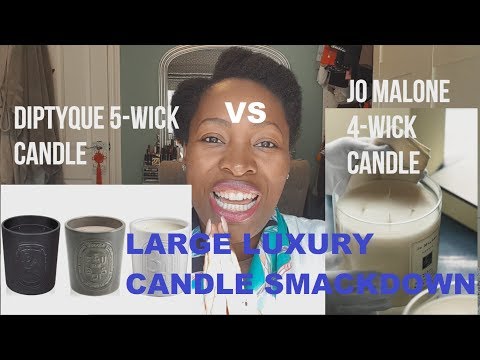 DIPTYQUE 5-WICK
CANDLE
VS
JO MALONE
4-WICK
CANDLE
LARGE LUXURY
CANDLE SMACKDOWN